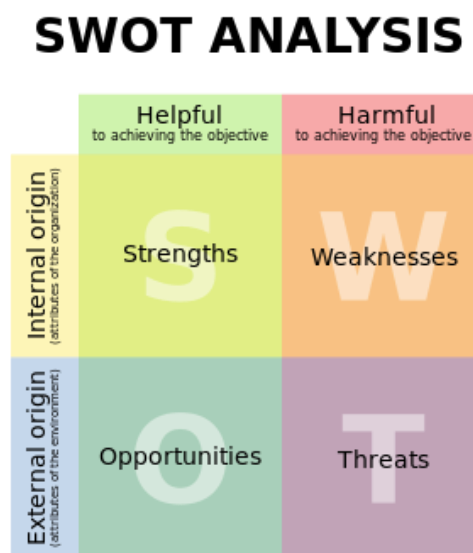 SWOT ANALYSIS
Helpful
to achieving the objective
Harmful
to achieving the objective
Internal origin
(attributes of the organization)
S
Strengths
W
Weaknesses
External origin
(attributes of the environment)
O
Opportunities
T
Threats